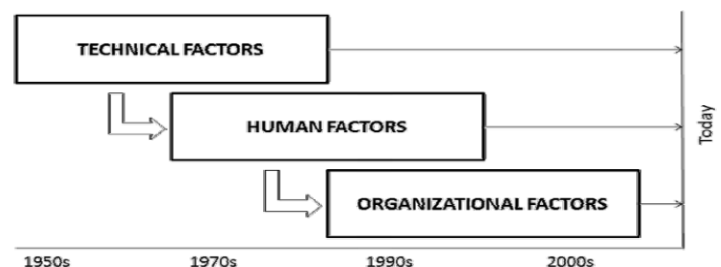 TECHNICAL FACTORS
HUMAN FACTORS
ORGANIZATIONAL FACTORS
Today
1950s 1970s 1990s 2000s